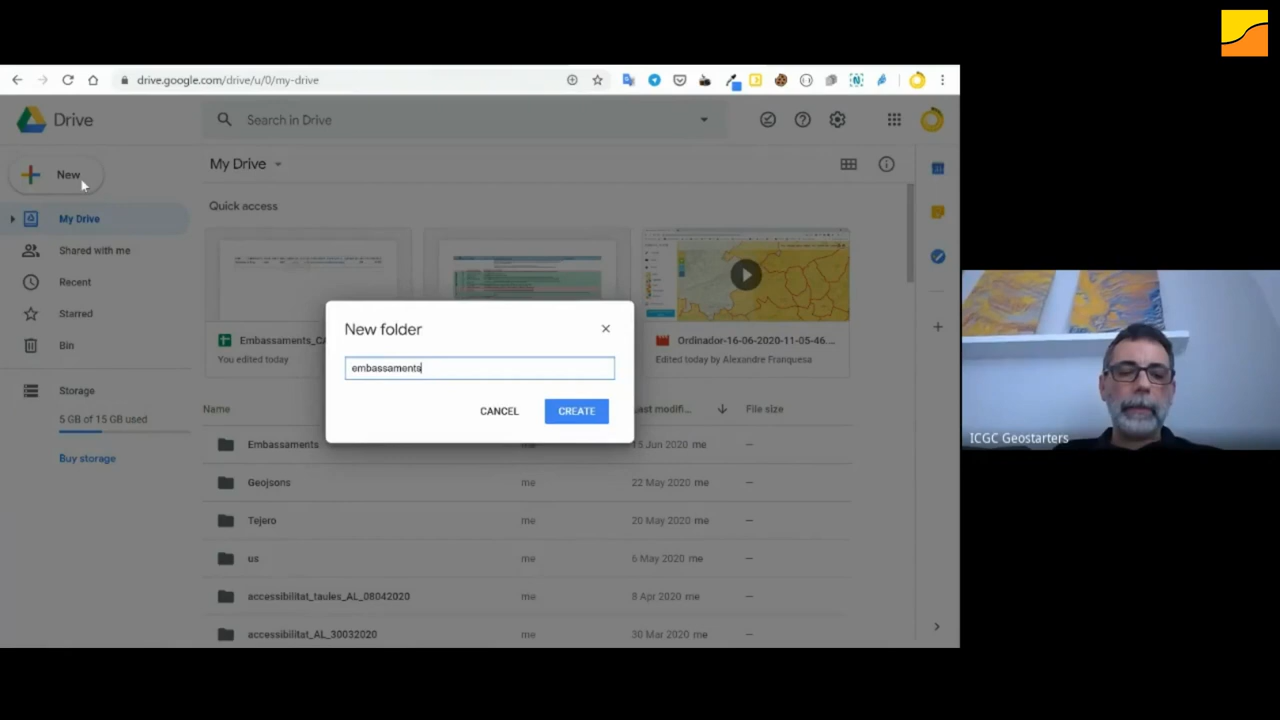 drive.google.com/drive/u/0/my-drive
Drive
Search in Drive
New
My Drive
My Drive
Quick access
Shared with me
Recent
Starred
Bin
Storage
5 GB of 15 GB used
Buy storage
Embassaments_CA
You edited today
Ordinador-16-06-2020-11-05-46....
Edited today by Alexandre Franquesa
New folder
embassaments
CANCEL
CREATE
Name
Last modifi...
File size
Embassaments
15 Jun 2020 me
—
Geojsons
me
22 May 2020 me
—
Tejero
me
20 May 2020 me
—
us
me
6 May 2020 me
—
accessibilitat_taules_AL_08042020
me
8 Apr 2020 me
—
accessibilitat_AL_30032020
me
30 Mar 2020 me
—
ICGC Geostarters